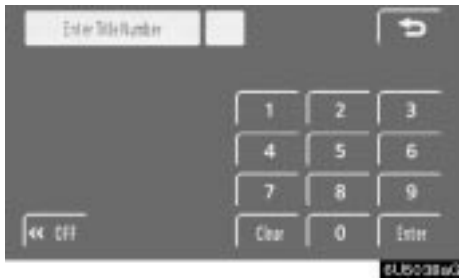 Enter Title Number
1 2 3
4 5 6
7 8 9
« OFF Clear 0 Enter
6U5038aG